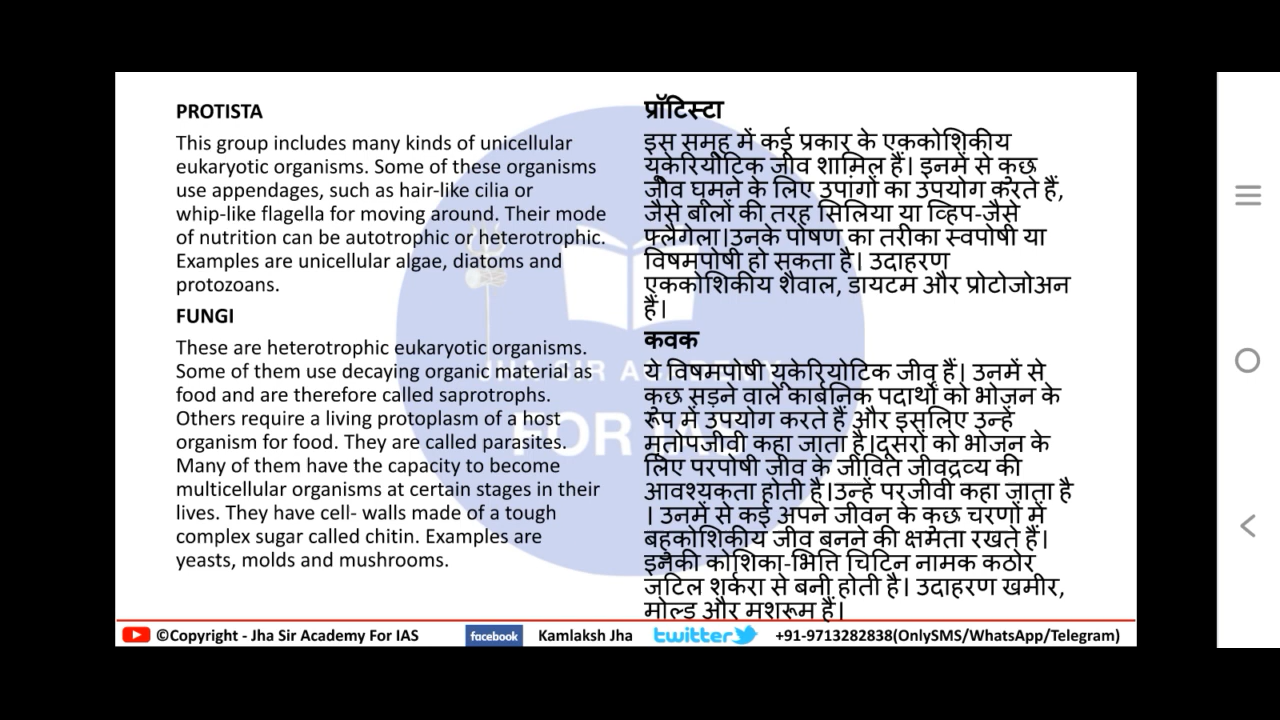 PROTISTA
This group includes many kinds of unicellular
eukaryotic organisms. Some of these organisms
use appendages, such as hair-like cilia or
whip-like flagella for moving around. Their mode
of nutrition can be autotrophic or heterotrophic.
Examples are unicellular algae, diatoms and
protozoans.
FUNGI
These are heterotrophic eukaryotic organisms.
Some of them use decaying organic material as
food and are therefore called saprotrophs.
Others require a living protoplasm of a host
organism for food. They are called parasites.
Many of them have the capacity to become
multicellular organisms at certain stages in their
lives. They have cell- walls made of a tough
complex sugar called chitin. Examples are
yeasts, molds and mushrooms.
प्रॉटिस्टा
इस समूह में कई प्रकार के एककोशिकीय
यूकेरियोटिक जीव शामिल हैं। इनमें से कुछ
जीव घूमने के लिए उपांगों का उपयोग करते हैं,
जैसे बालों की तरह सिलिया या व्हिप-जैसे
फ्लैगेला।उनके पोषण का तरीका स्वपोषी या
विषमपोषी हो सकता है। उदाहरण
एककोशिकीय शैवाल, डायटम और प्रोटोजोअन
हैं।
कवक
ये विषमपोषी यूकेरियोटिक जीव हैं। उनमें से
कुछ सड़ने वाले कार्बनिक पदार्थों को भोजन के
रूप में उपयोग करते हैं और इसलिए उन्हें
मृतोपजीवी कहा जाता है।दूसरों को भोजन के
लिए परपोषी जीव के जीवित जीवद्रव्य की
आवश्यकता होती है।उन्हें परजीवी कहा जाता है
। उनमें से कई अपने जीवन के कुछ चरणों में
बहुकोशिकीय जीव बनने की क्षमता रखते हैं।
इनकी कोशिका-भित्ति चिटिन नामक कठोर
जटिल शर्करा से बनी होती है। उदाहरण खमीर,
मोल्ड और मशरूम हैं।
JHA SIR ACADEMY
FOR IAS
©Copyright - Jha Sir Academy For IAS facebook Kamlaksh Jha twitter +91-9713282838(OnlySMS/WhatsApp/Telegram)